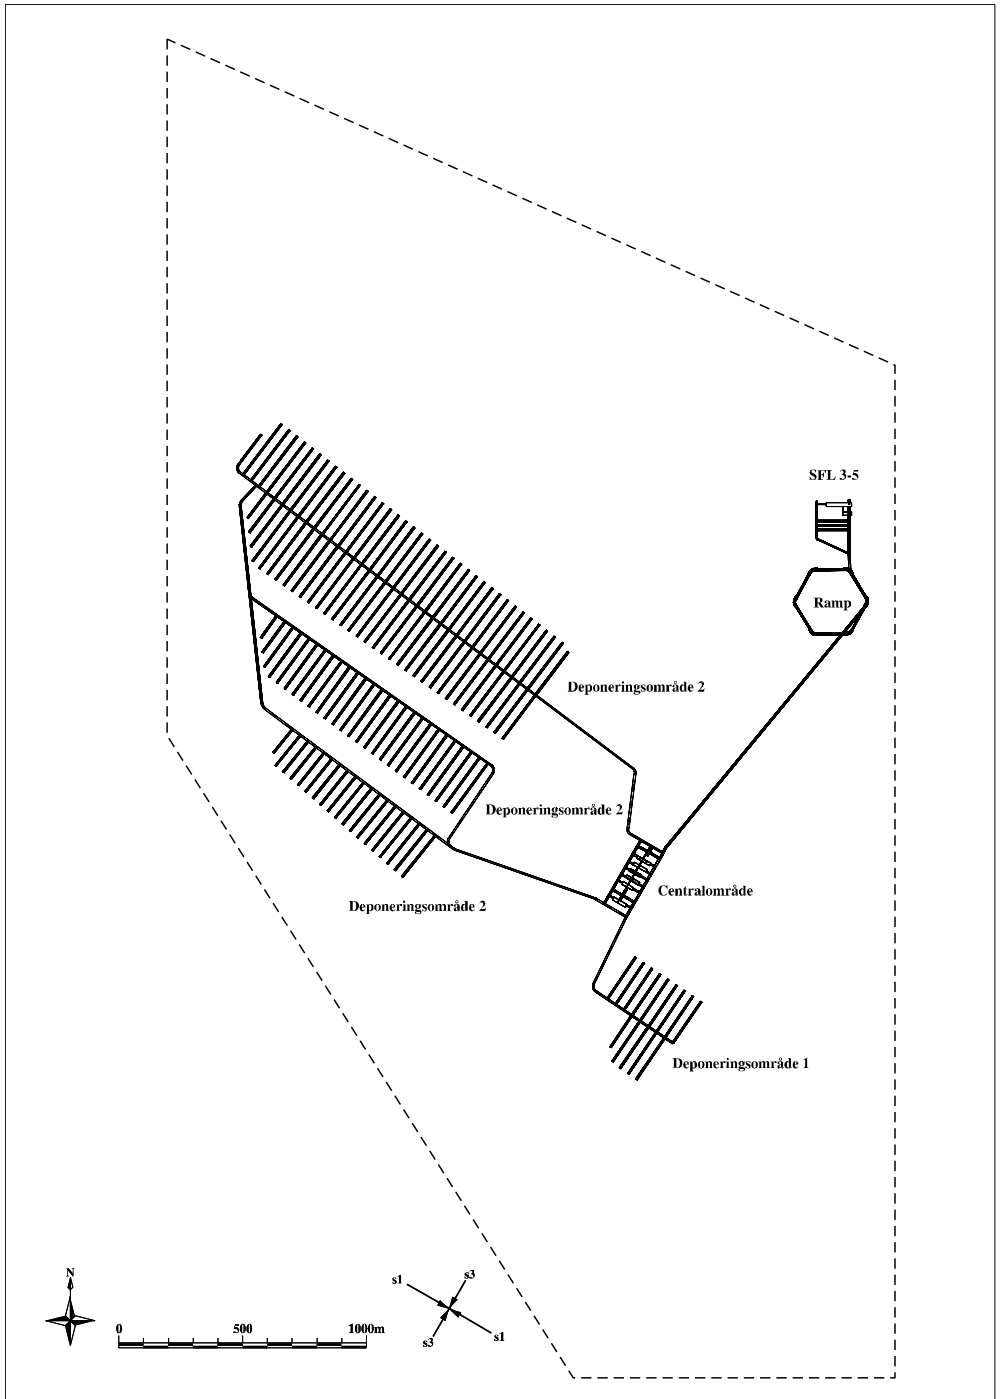 SFL 3-5
Ramp
Deponeringsområde 2
Deponeringsområde 2
Centralområde
Deponeringsområde 2
Deponeringsområde 1
N
s1
s3
s3
s1
0 500 1000m